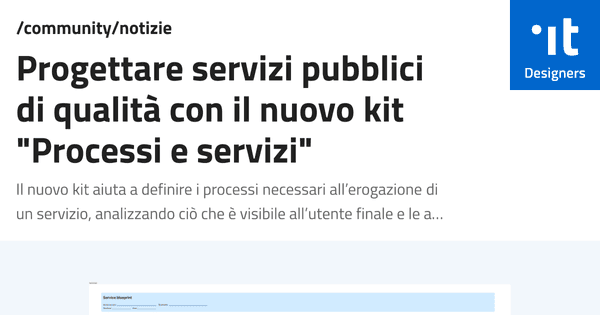 /community/notizie
.it
Designers
Progettare servizi pubblici
di qualità con il nuovo kit
"Processi e servizi"
Il nuovo kit aiuta a definire i processi necessari all’erogazione di
un servizio, analizzando ciò che è visibile all’utente finale e le a…
Service blueprint